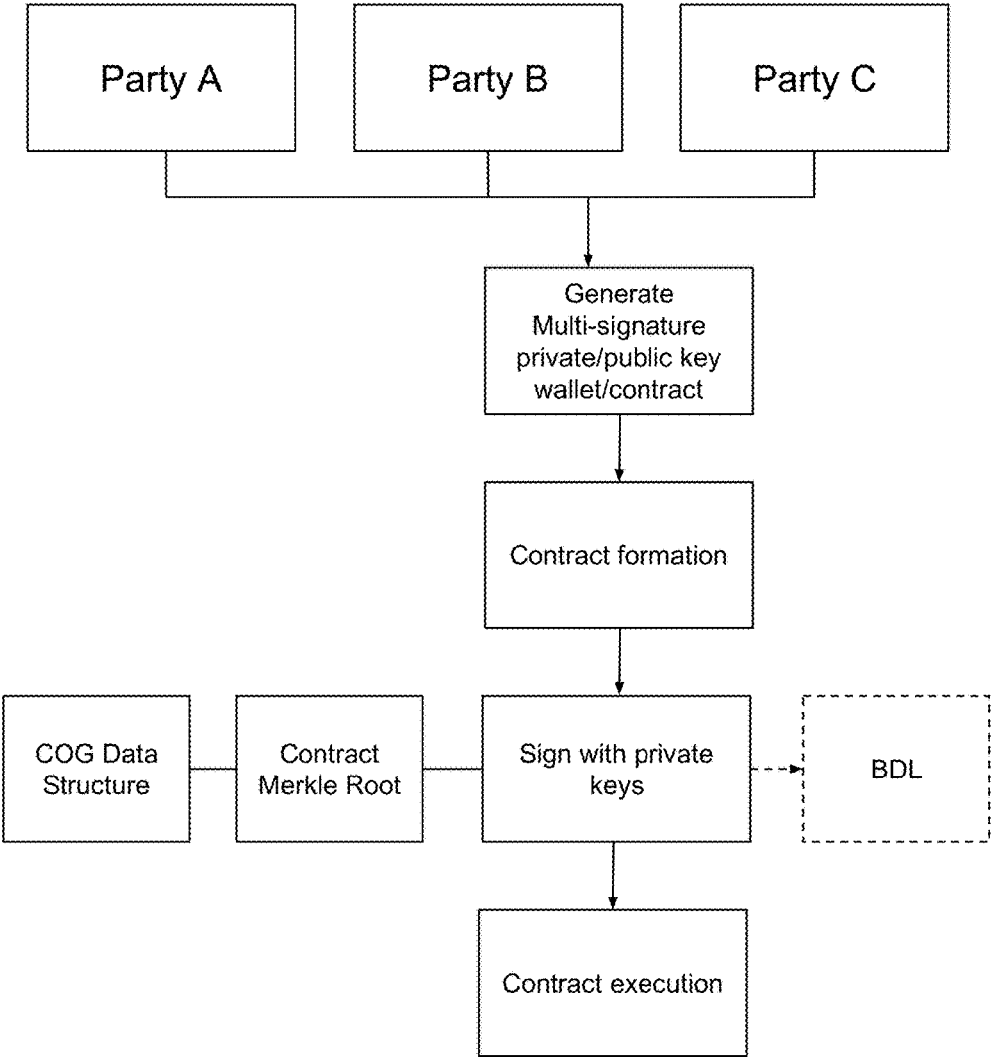 Party A
Party B
Party C
Generate
Multi-signature
private/public key
wallet/contract
Contract formation
COG Data
Structure
Contract
Merkle Root
Sign with private
keys
BDL
Contract execution